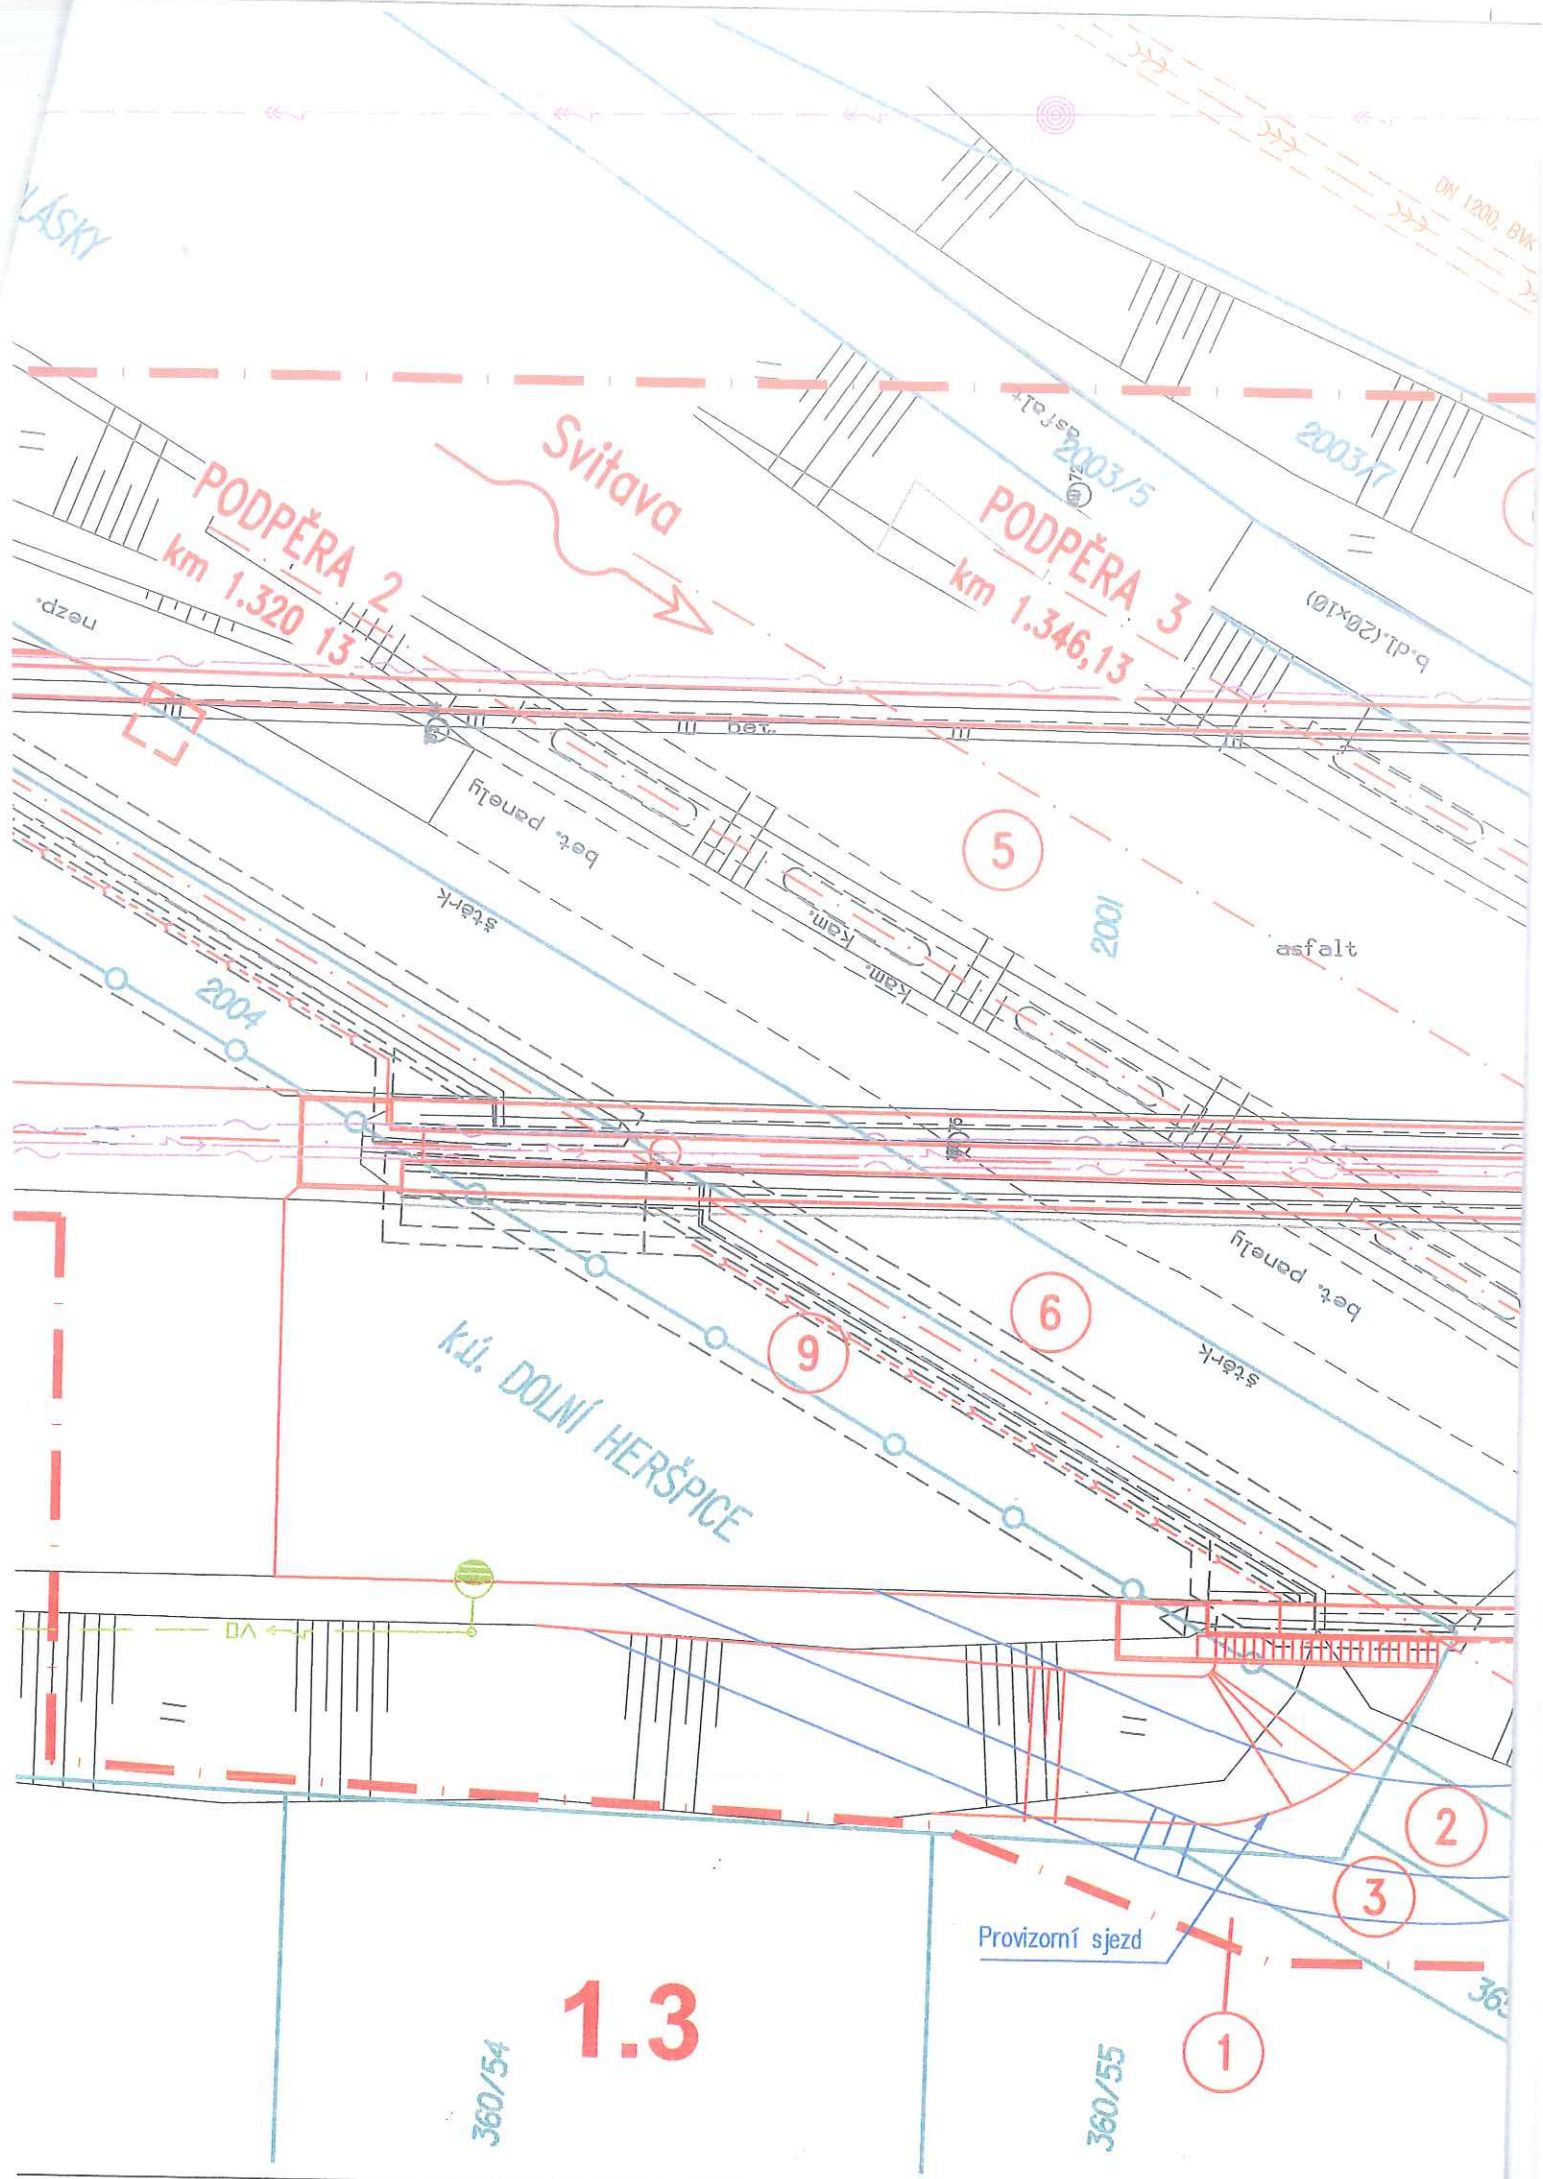 DN 1200, BVK
LÁSKY
asfalt
2003/5
2003/7
Svitava
PODPĚRA 2
km 1.320 13
PODPĚRA 3
km 1.346,13
b.dl.(20x10)
nezp.
bet.
bet. panely
5
štěrk
kam.
kam.
2001
asfalt
2004
bet. panely
6
9
štěrk
k.ú. DOLNÍ HERŠPICE
VO
2
3
Provizorní sjezd
1.3
1
360/54
360/55